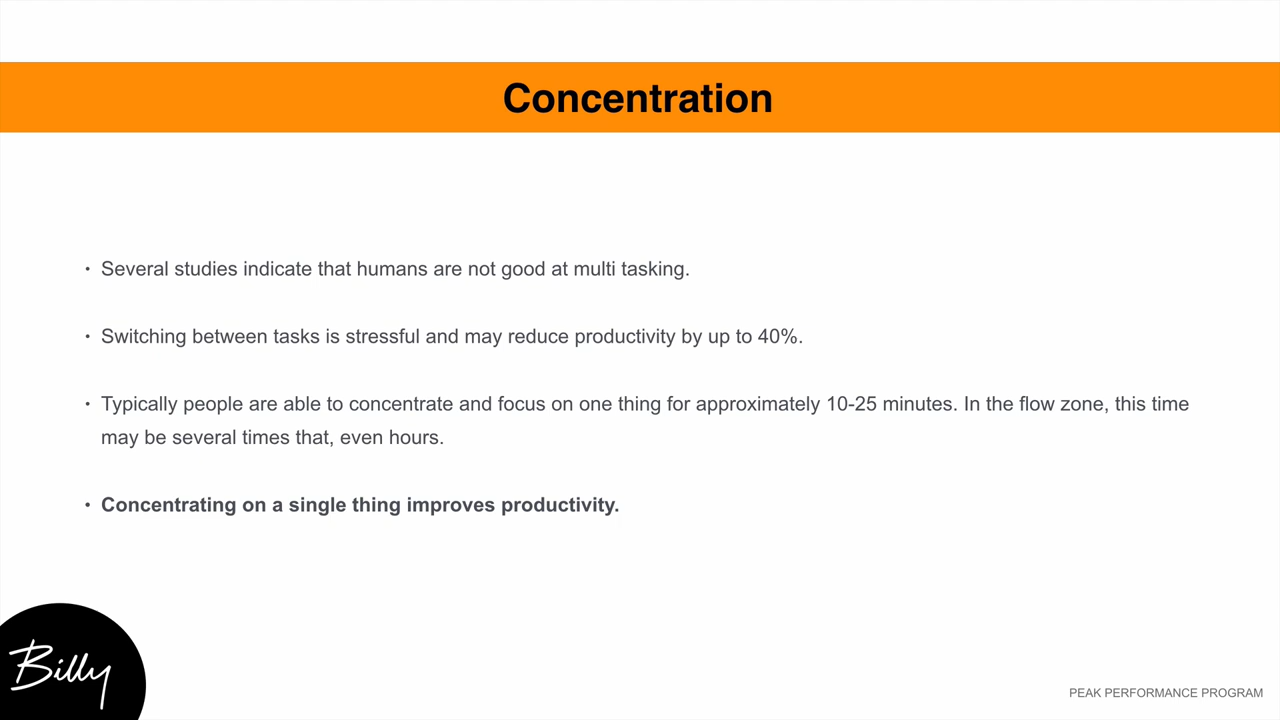 Concentration
• Several studies indicate that humans are not good at multi tasking.
• Switching between tasks is stressful and may reduce productivity by up to 40%.
• Typically people are able to concentrate and focus on one thing for approximately 10-25 minutes. In the flow zone, this time
may be several times that, even hours.
• Concentrating on a single thing improves productivity.
Billy
PEAK PERFORMANCE PROGRAM